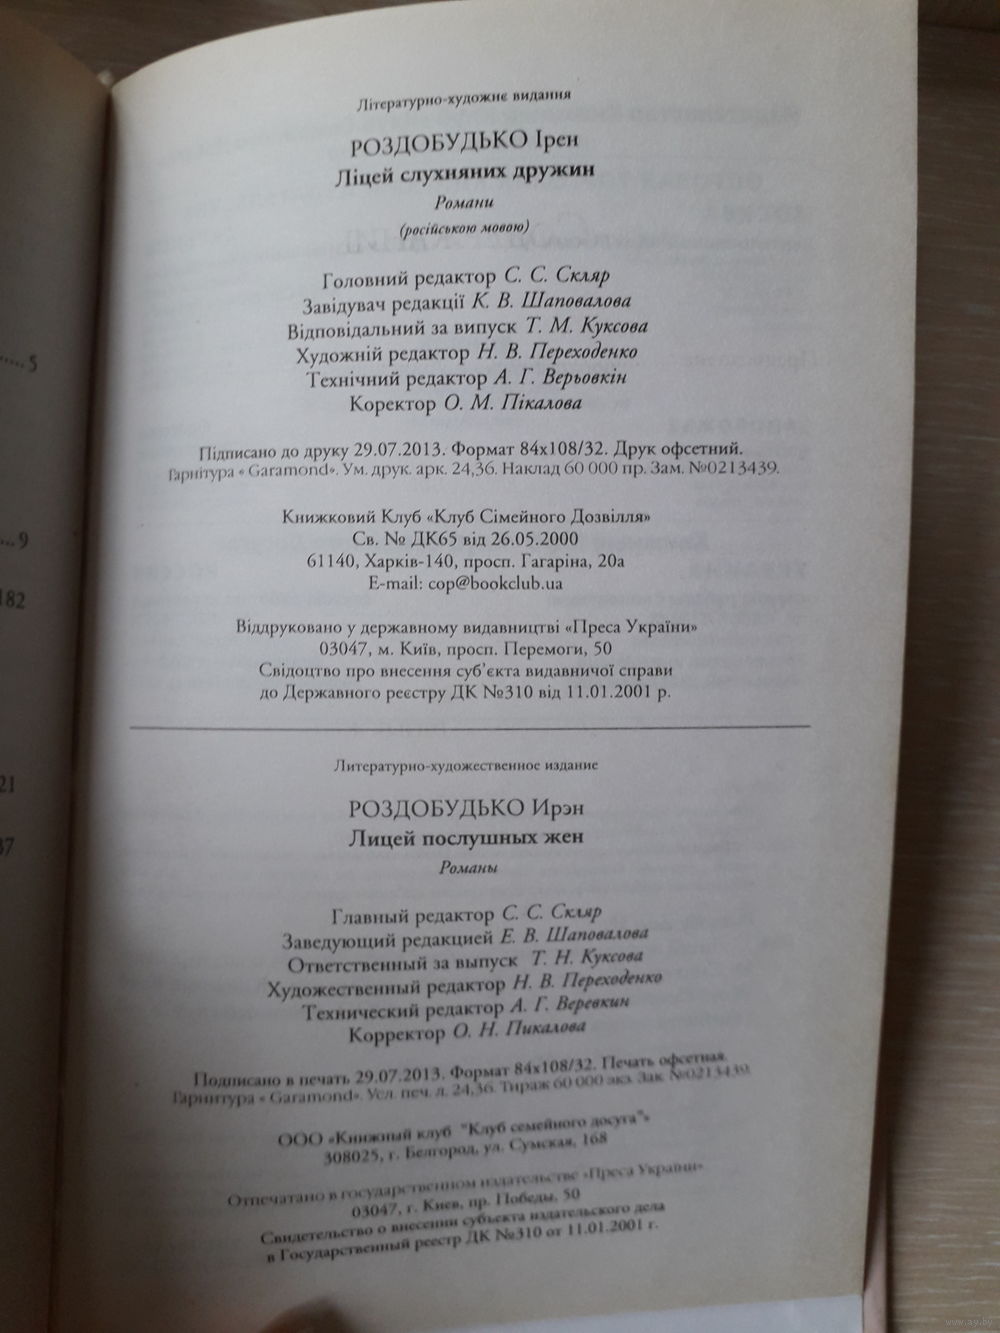 Літературно-художнє видання
РОЗДОБУДЬКО Ірен
Ліцей слухняних дружин
Романи
(російською мовою)
Головний редактор С. С. Скляр
Завідувач редакції К. В. Шаповалова
Відповідальний за випуск Т. М. Куксова
Художній редактор Н. В. Переходенко
Технічний редактор А. Г. Верьовкін
Коректор О. М. Пікалова
Підписано до друку 29.07.2013. Формат 84x108/32. Друк офсетний.
Гарнітура « Garamond». Ум. друк. арк. 24,36. Наклад 60 000 пр. Зам. №0213439.
Книжковий Клуб «Клуб Сімейного Дозвілля»
Св. № ДК65 від 26.05.2000
61140, Харків-140, просп. Гагаріна, 20а
E-mail: cop@bookclub.ua
Віддруковано у державному видавництві «Преса України»
03047, м. Київ, просп. Перемоги, 50
Свідоцтво про внесення суб’єкта видавничої справи
до Державного реєстру ДК №310 від 11.01.2001 р.
Литературно-художественное издание
РОЗДОБУДЬКО Ирэн
Лицей послушных жен
Романы
Главный редактор С. С. Скляр
Заведующий редакцией Е. В. Шаповалова
Ответственный за выпуск Т. Н. Куксова
Художественный редактор Н. В. Переходенко
Технический редактор А. Г. Веревкин
Корректор О. Н. Пикалова
Подписано в печать 29.07.2013. Формат 84x108/32. Печать офсетная.
Гарнитура « Garamond». Усл. печ. л. 24,36. Тираж 60 000 экз. Зак. №0213439.
ООО «Книжный клуб "Клуб семейного досуга"»
308025, г. Белгород, ул. Сумская, 168
Отпечатано в государственном издательстве «Преса Украïни»
03047, г. Киев, пр. Победы, 50
Свидетельство о внесении субъекта издательского дела
в Государственный реестр ДК №310 от 11.01.2001 г.
.....5
...9
182
21
37
www.ay.by